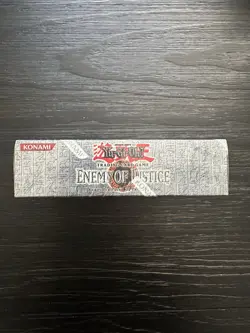 KONAMI
Yu-Gi-Oh!
TRADING CARD GAME
ENEMY OF JUSTICE